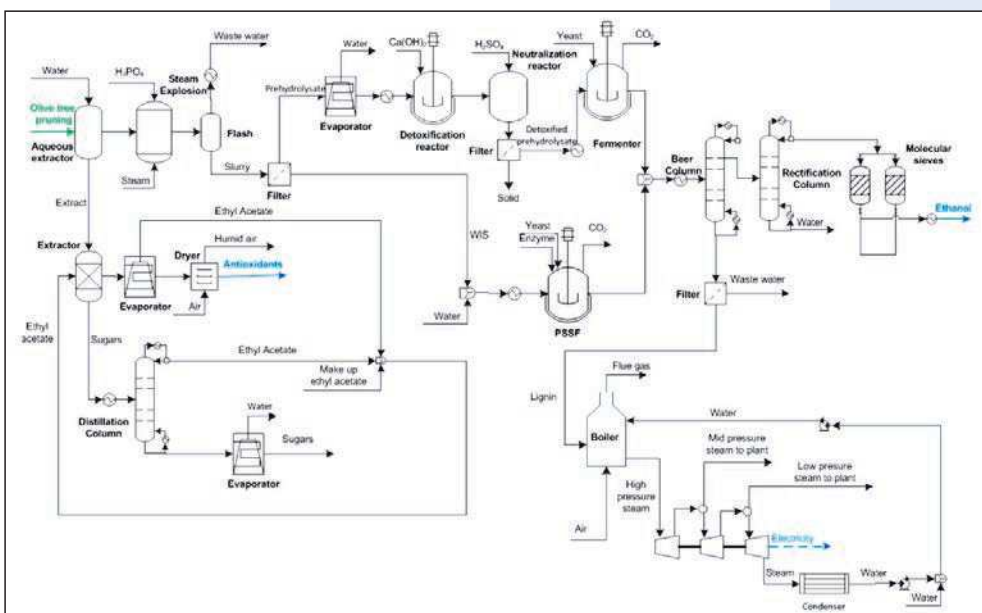 Waste water
Water
H₃PO₄
Steam
Explosion
Olive tree
pruning
Aqueous
extractor
Flash
Steam
Slurry
Extract
Filter
Prehydrolysate
Water
Evaporator
Ca(OH)₂
Detoxification
reactor
H₂SO₄
Neutralization
reactor
Filter
Solid
Detoxified
prehydrolysate
Yeast
CO₂
Fermenter
Beer
Column
Rectification
Column
Water
Molecular
sieves
Ethanol
Ethyl Acetate
Extractor
Evaporator
Humid air
Dryer
Air
Antioxidants
WIS
Water
Yeast
Enzyme
CO₂
PSSF
Filter
Waste water
Ethyl
acetate
Sugars
Ethyl Acetate
Make up
ethyl acetate
Distillation
Column
Water
Sugars
Evaporator
Lignin
Flue gas
Boiler
Air
Water
High
pressure
steam
Mid pressure
steam to plant
Low presure
steam to plant
Electricity
Steam
Condenser
Water
Water